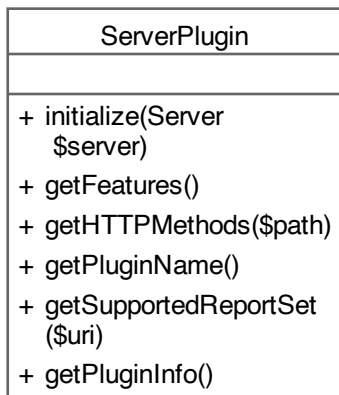 ServerPlugin
+ initialize(Server
$server)
+ getFeatures()
+ getHTTPMethods($path)
+ getPluginName()
+ getSupportedReportSet
($uri)
+ getPluginInfo()